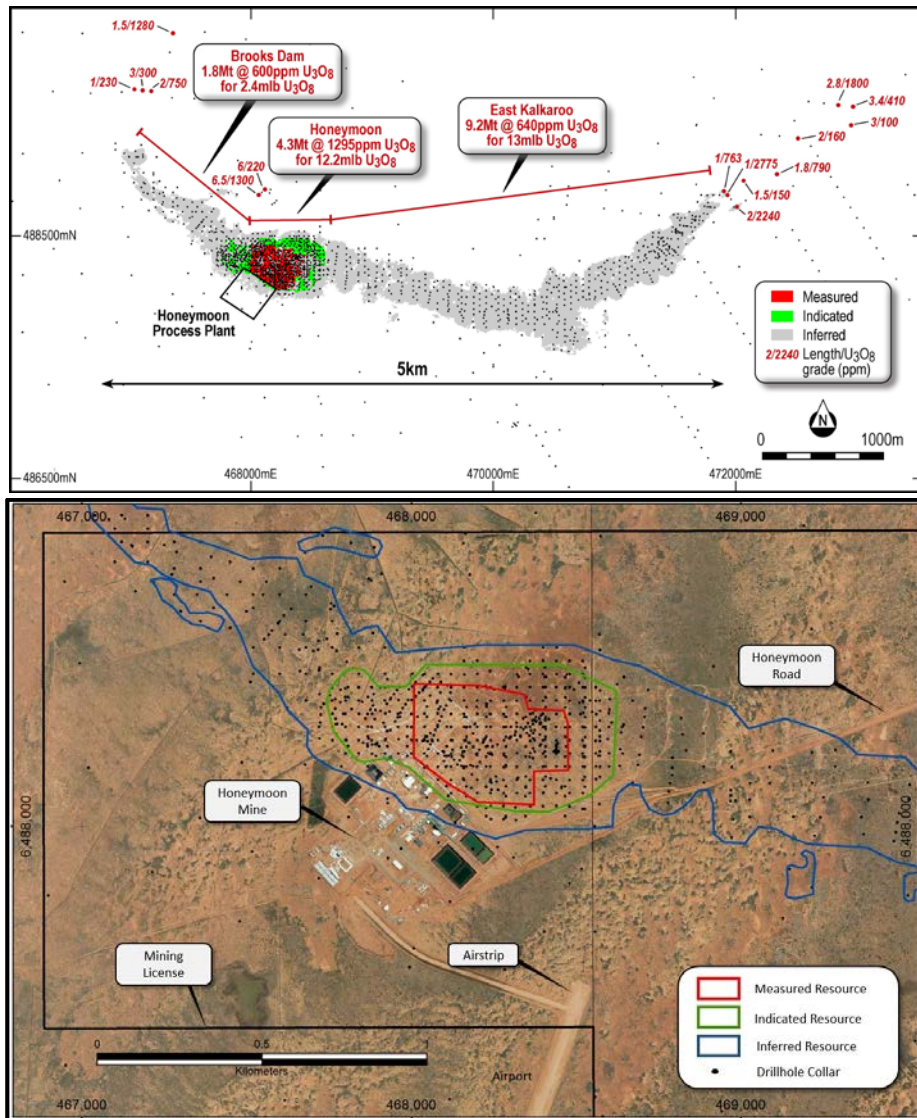 1.5/1280
Brooks Dam
1.8Mt @ 600ppm U₃O₈
for 2.4mlb U₃O₈
3/300
1/230
2/750
Honeymoon
4.3Mt @ 1295ppm U₃O₈
for 12.2mlb U₃O₈
East Kalkaroo
9.2Mt @ 640ppm U₃O₈
for 13mlb U₃O₈
2.8/1800
3.4/410
3/100
2/160
6/220
6.5/1300
1/763
1/2775
1.8/790
1.5/150
2/2240
488500mN
Honeymoon
Process Plant
Measured
Indicated
Inferred
2/2240 Length/U₃O₈
grade (ppm)
5km
N
0 1000m
486500mN
468000mE
470000mE
472000mE
467,000
468,000
469,000
Honeymoon
Road
Honeymoon
Mine
6,488,000
6,488,000
Mining
License
Airstrip
Measured Resource
Indicated Resource
Inferred Resource
Drillhole Collar
0 0.5 1
Kilometers
Airport
467,000
468,000
469,000